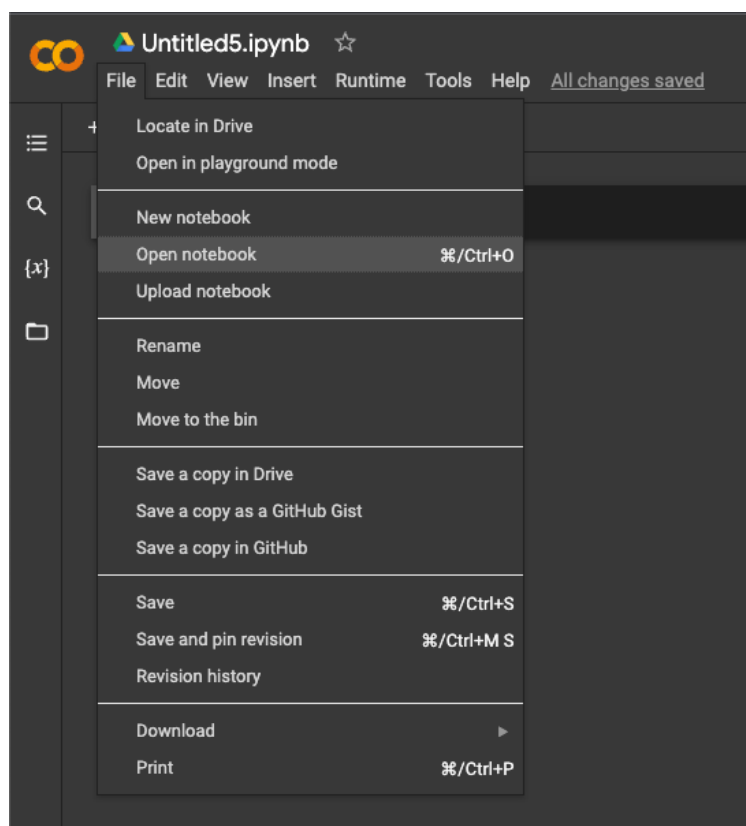 Untitled5.ipynb
File Edit View Insert Runtime Tools Help All changes saved
+
Locate in Drive
Open in playground mode
New notebook
Open notebook ⌘/Ctrl+O
Upload notebook
{x}
Rename
Move
Move to the bin
Save a copy in Drive
Save a copy as a GitHub Gist
Save a copy in GitHub
Save ⌘/Ctrl+S
Save and pin revision ⌘/Ctrl+M S
Revision history
Download
Print ⌘/Ctrl+P